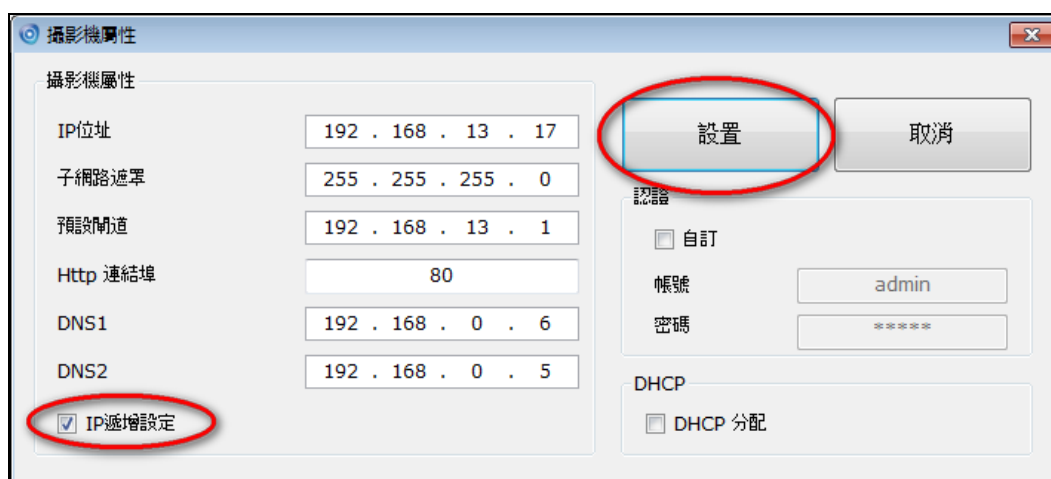 攝影機屬性
攝影機屬性
IP位址 192 . 168 . 13 . 17
子網路遮罩 255 . 255 . 255 . 0
預設閘道 192 . 168 . 13 . 1
Http 連結埠 80
DNS1 192 . 168 . 0 . 6
DNS2 192 . 168 . 0 . 5
IP遞增設定
設置 取消
認證
自訂
帳號 admin
密碼 *****
DHCP
DHCP 分配